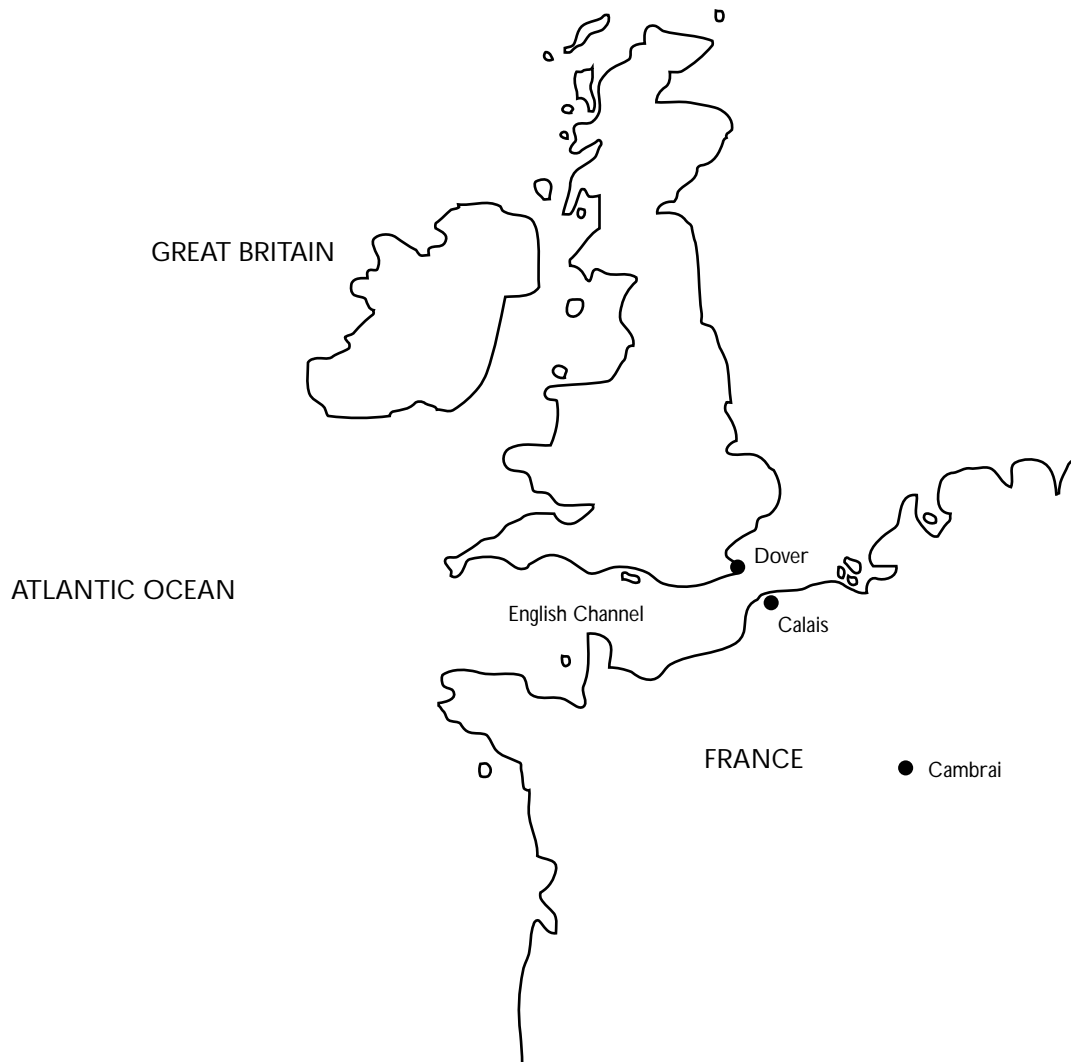 GREAT BRITAIN
Dover
ATLANTIC OCEAN
English Channel
Calais
FRANCE
Cambrai